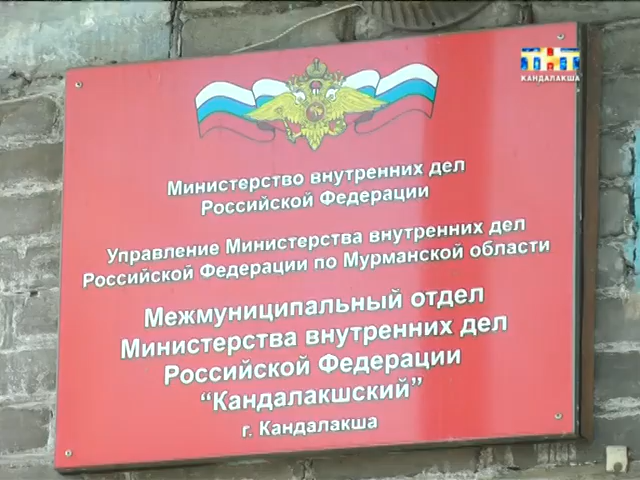 ТНТ
КАНДАЛАКША
Министерство внутренних дел
Российской Федерации
Управление Министерства внутренних дел
Российской Федерации по Мурманской области
Межмуниципальный отдел
Министерства внутренних дел
Российской Федерации
“Кандалакшский”
г. Кандалакша